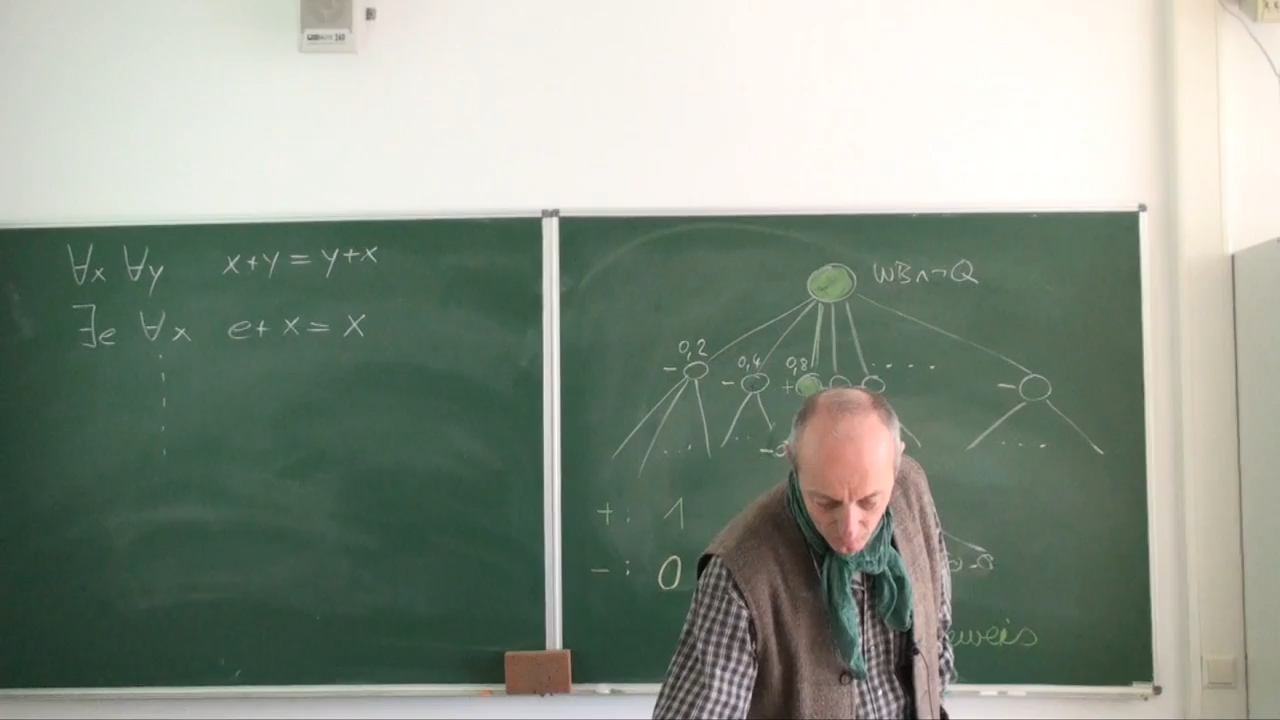 ∀x ∀y x+y=y+x
∃e ∀x e+x=x
WB∧¬Q
0,2
0,4
0,8
- - + -
. . . .
+: 1
-: 0